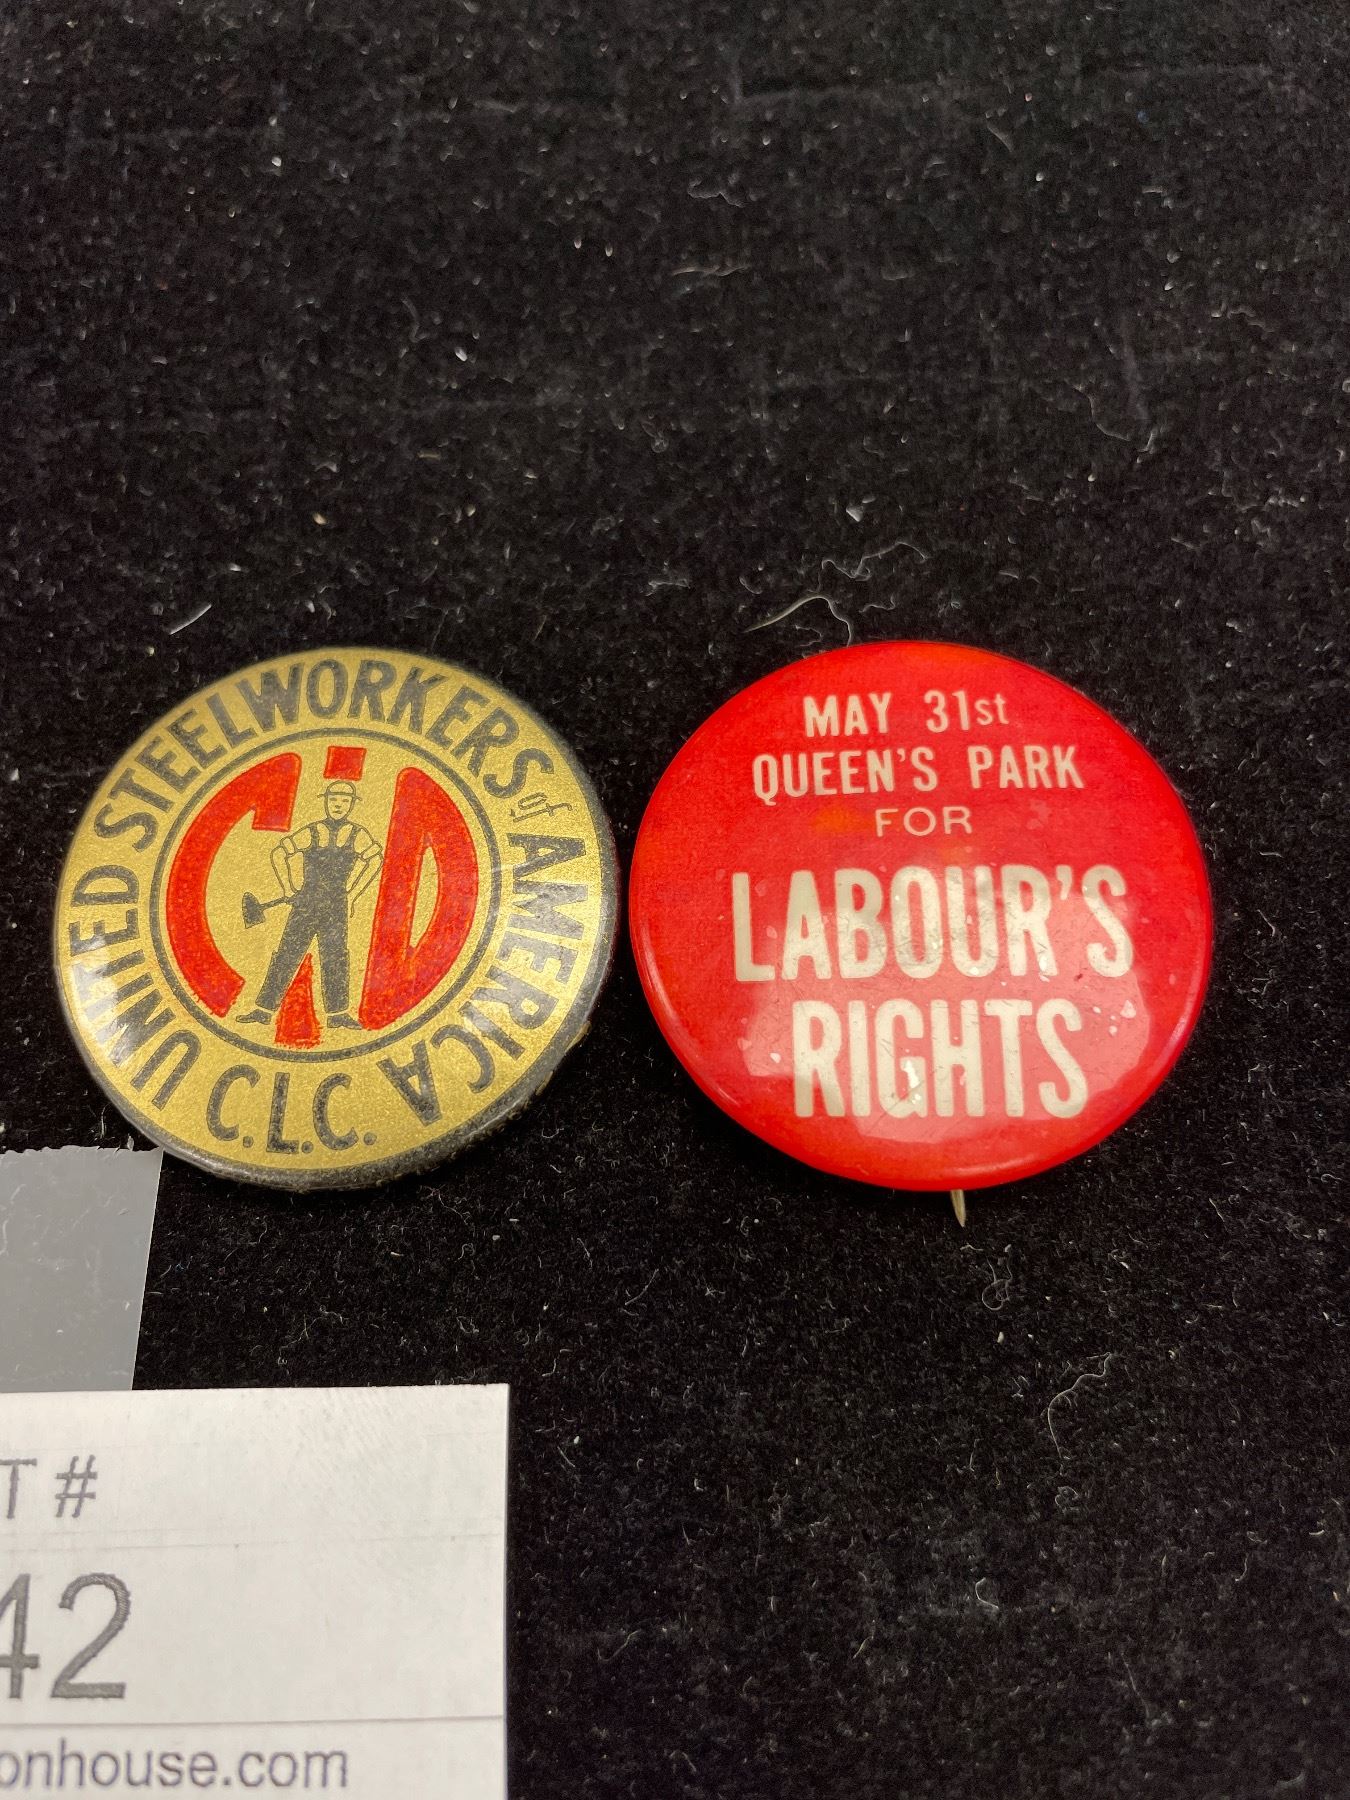 UNITED STEELWORKERS of AMERICA
C.L.C.
CIO
MAY 31st
QUEEN'S PARK
FOR
LABOUR'S
RIGHTS
T #
42
onhouse.com